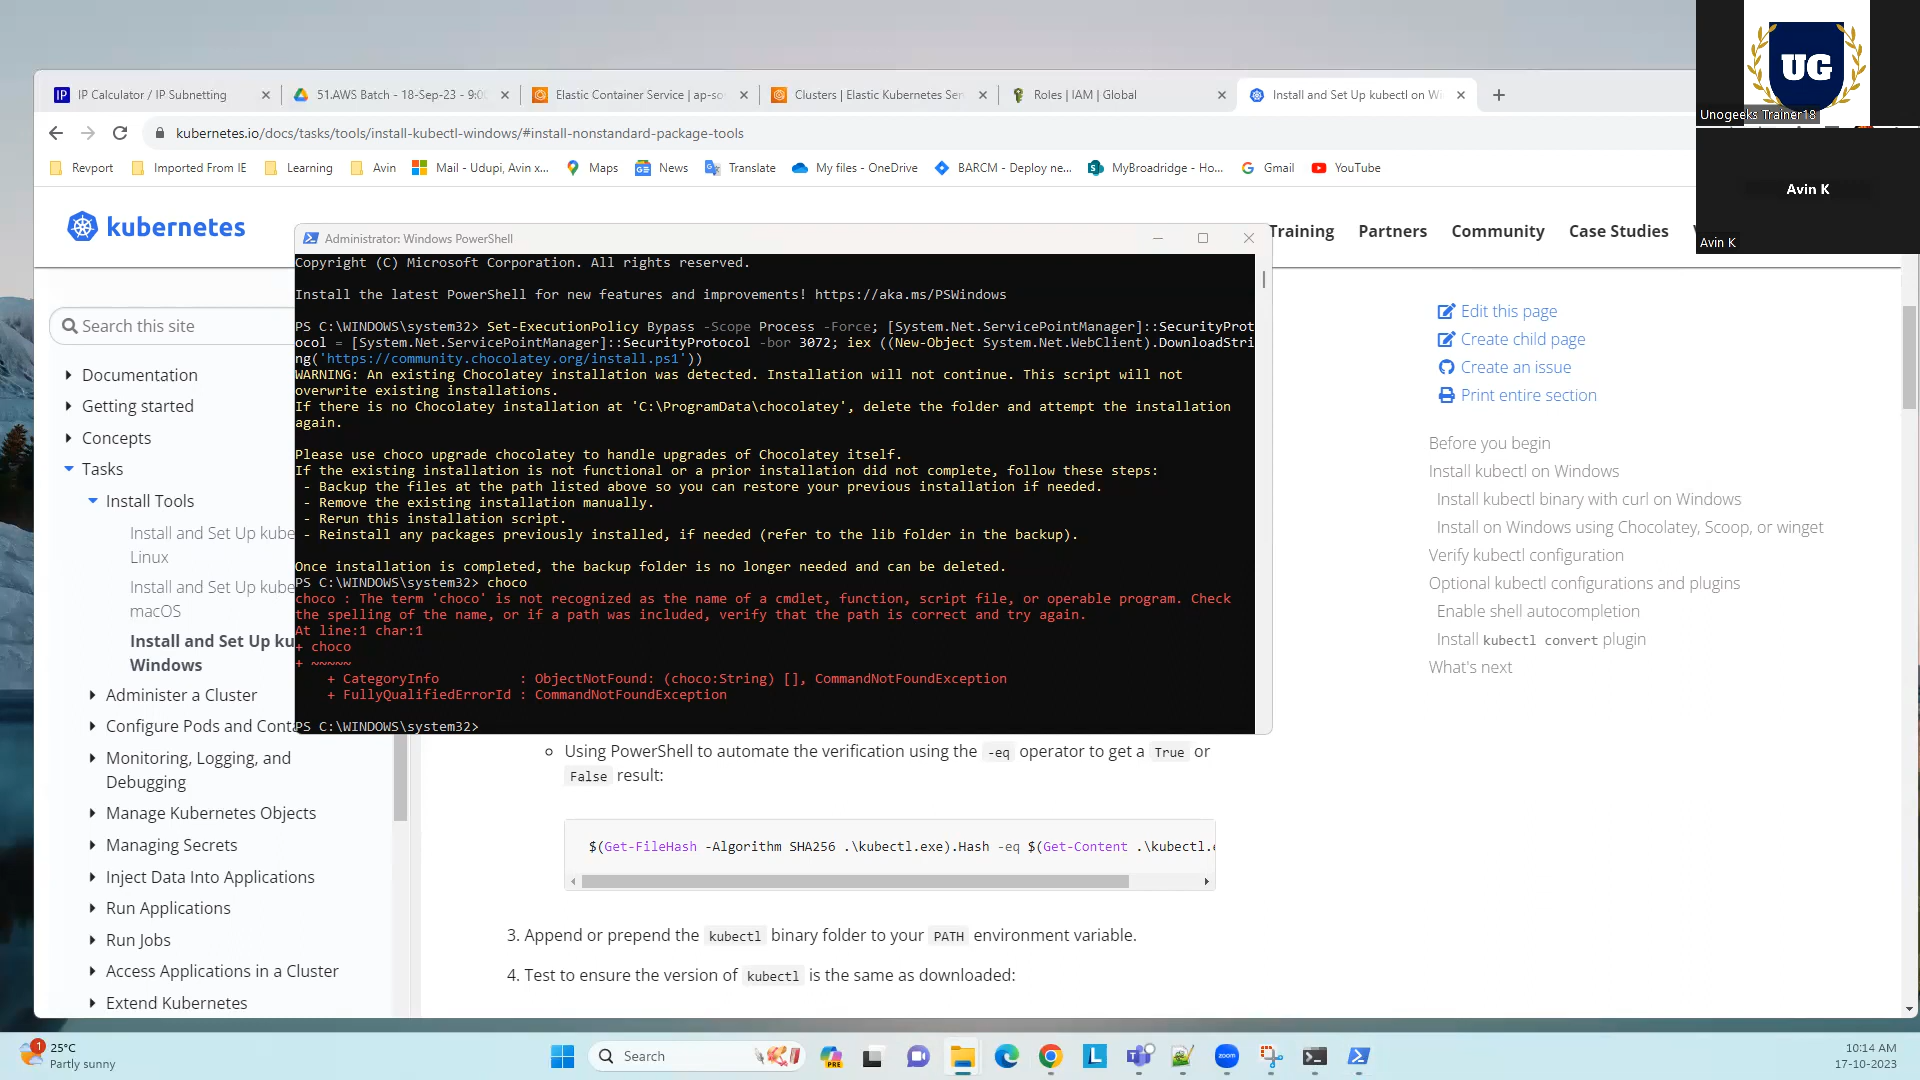 IP Calculator / IP Subnetting
51.AWS Batch - 18-Sep-23 - 9:0
Elastic Container Service | ap-so
Clusters | Elastic Kubernetes Ser
Roles | IAM | Global
Install and Set Up kubectl on Wi
kubernetes.io/docs/tasks/tools/install-kubectl-windows/#install-nonstandard-package-tools
Revport
Imported From IE
Learning
Avin
Mail - Udupi, Avin x...
Maps
News
Translate
My files - OneDrive
BARCM - Deploy ne...
MyBroadridge - Ho...
Gmail
YouTube
UG
Unogeeks Trainer18
Avin K
Avin K
kubernetes
Training
Partners
Community
Case Studies
Search this site
Documentation
Getting started
Concepts
Tasks
Install Tools
Install and Set Up kube
Linux
Install and Set Up kube
macOS
Install and Set Up ku
Windows
Administer a Cluster
Configure Pods and Conta
Monitoring, Logging, and
Debugging
Manage Kubernetes Objects
Managing Secrets
Inject Data Into Applications
Run Applications
Run Jobs
Access Applications in a Cluster
Extend Kubernetes
Administrator: Windows PowerShell
Copyright (C) Microsoft Corporation. All rights reserved.
Install the latest PowerShell for new features and improvements! https://aka.ms/PSWindows
PS C:\WINDOWS\system32> Set-ExecutionPolicy Bypass -Scope Process -Force; [System.Net.ServicePointManager]::SecurityProt
ocol = [System.Net.ServicePointManager]::SecurityProtocol -bor 3072; iex ((New-Object System.Net.WebClient).DownloadStri
ng('https://community.chocolatey.org/install.ps1'))
WARNING: An existing Chocolatey installation was detected. Installation will not continue. This script will not
overwrite existing installations.
If there is no Chocolatey installation at 'C:\ProgramData\chocolatey', delete the folder and attempt the installation
again.
Please use choco upgrade chocolatey to handle upgrades of Chocolatey itself.
If the existing installation is not functional or a prior installation did not complete, follow these steps:
- Backup the files at the path listed above so you can restore your previous installation if needed.
- Remove the existing installation manually.
- Rerun this installation script.
- Reinstall any packages previously installed, if needed (refer to the lib folder in the backup).
Once installation is completed, the backup folder is no longer needed and can be deleted.
PS C:\WINDOWS\system32> choco
choco : The term 'choco' is not recognized as the name of a cmdlet, function, script file, or operable program. Check
the spelling of the name, or if a path was included, verify that the path is correct and try again.
At line:1 char:1
+ choco
+ ~~~~~
+ CategoryInfo : ObjectNotFound: (choco:String) [], CommandNotFoundException
+ FullyQualifiedErrorId : CommandNotFoundException
PS C:\WINDOWS\system32>
Using PowerShell to automate the verification using the -eq operator to get a True or
False result:
$(Get-FileHash -Algorithm SHA256 .\kubectl.exe).Hash -eq $(Get-Content .\kubectl.e
3. Append or prepend the kubectl binary folder to your PATH environment variable.
4. Test to ensure the version of kubectl is the same as downloaded:
Edit this page
Create child page
Create an issue
Print entire section
Before you begin
Install kubectl on Windows
Install kubectl binary with curl on Windows
Install on Windows using Chocolatey, Scoop, or winget
Verify kubectl configuration
Optional kubectl configurations and plugins
Enable shell autocompletion
Install kubectl convert plugin
What's next
1
25°C
Partly sunny
Search
PRE
L
zoom
10:14 AM
17-10-2023